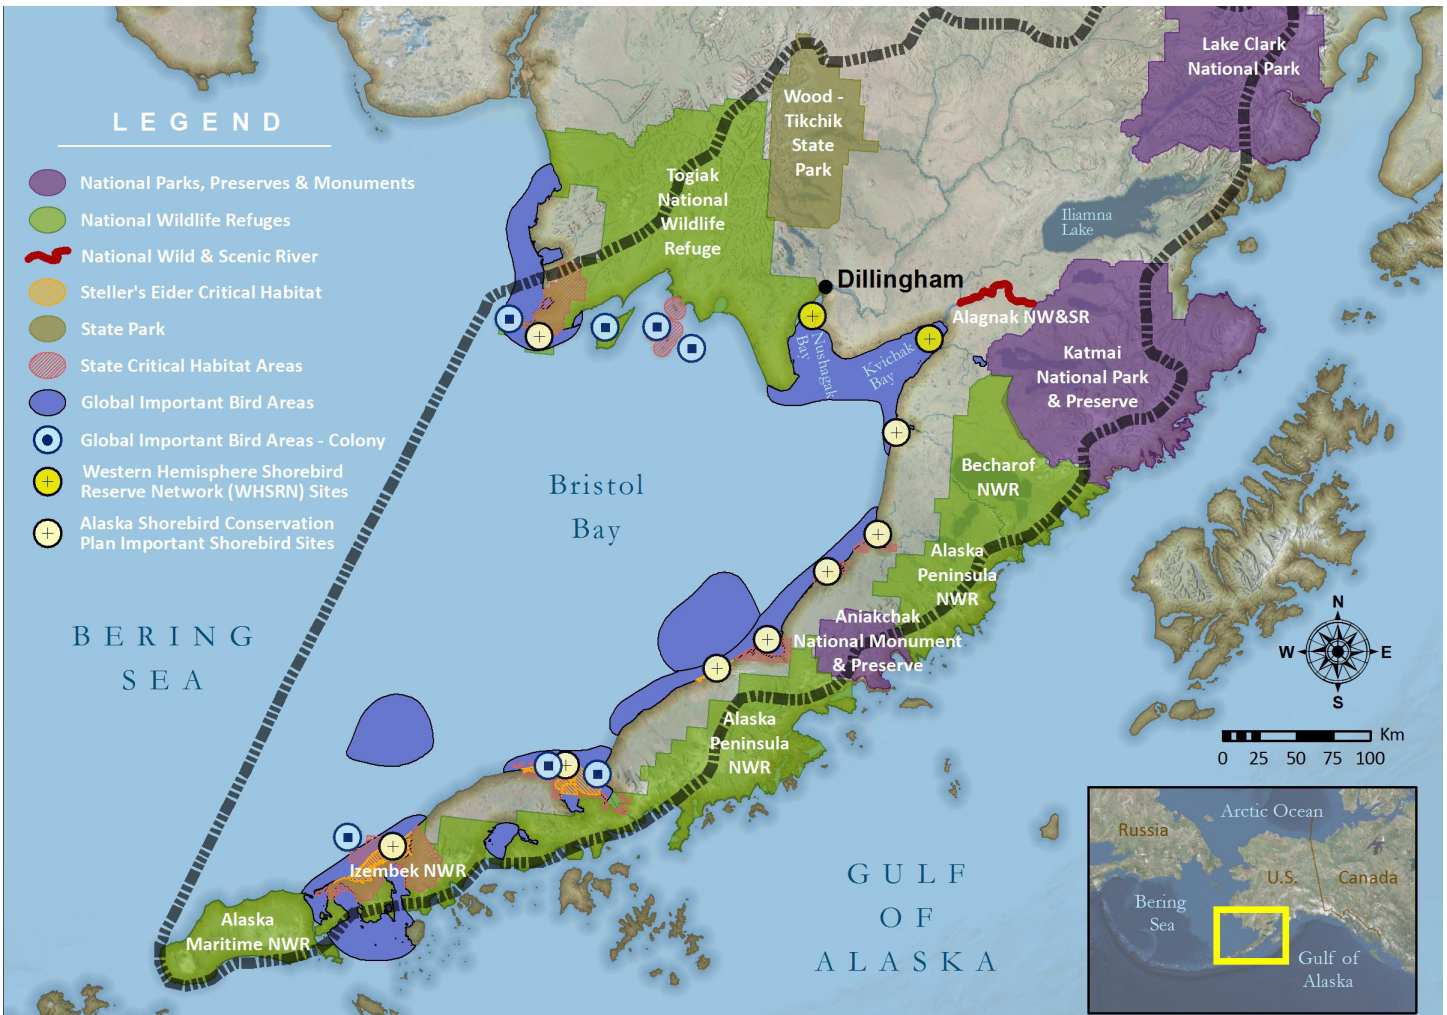 LEGEND
National Parks, Preserves & Monuments
National Wildlife Refuges
National Wild & Scenic River
Steller's Eider Critical Habitat
State Park
State Critical Habitat Areas
Global Important Bird Areas
Global Important Bird Areas - Colony
Western Hemisphere Shorebird
Reserve Network (WHSRN) Sites
Alaska Shorebird Conservation
Plan Important Shorebird Sites
Lake Clark
National Park
Wood -
Tikchik
State
Park
Togiak
National
Wildlife
Refuge
Iliamna
Lake
Dillingham
Alagnak NW&SR
Nushagak
Bay
Kvichak
Bay
Katmai
National Park
& Preserve
Becharof
NWR
Bristol
Bay
Alaska
Peninsula
NWR
Aniakchak
National Monument
& Preserve
BERING
SEA
Alaska
Peninsula
NWR
Izembek NWR
Alaska
Maritime NWR
GULF
OF
ALASKA
N
W E
S
Km
0 25 50 75 100
Arctic Ocean
Russia
U.S.
Canada
Bering
Sea
Gulf of
Alaska